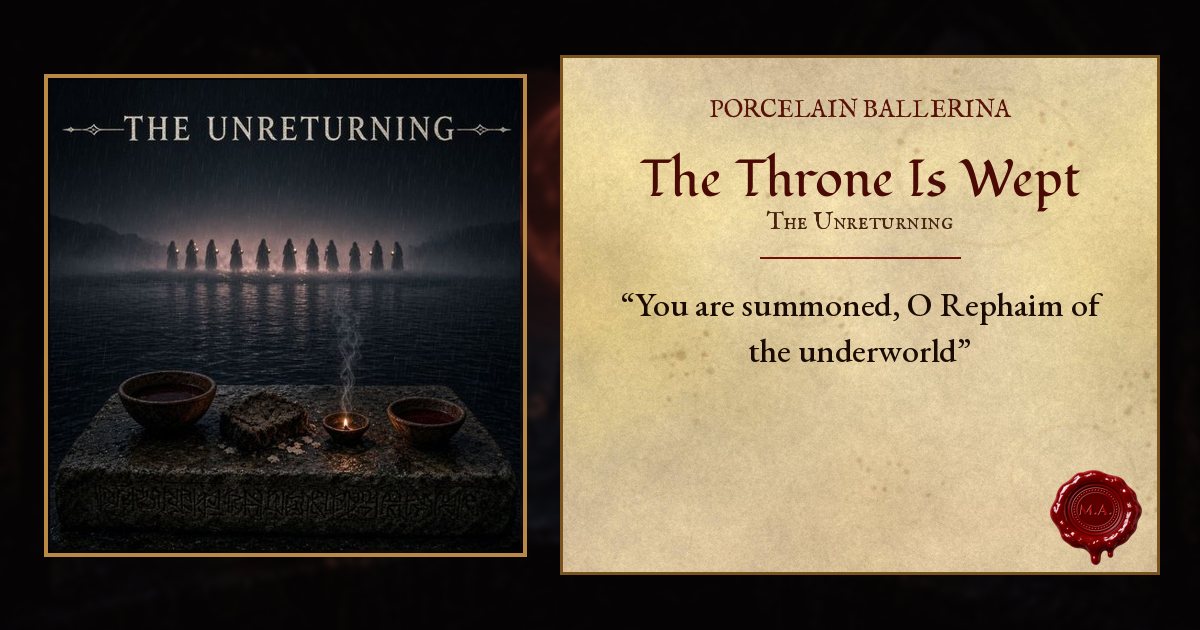 THE UNRETURNING
PORCELAIN BALLERINA
The Throne Is Wept
The Unreturning
“You are summoned, O Rephaim of
the underworld”
M.A.